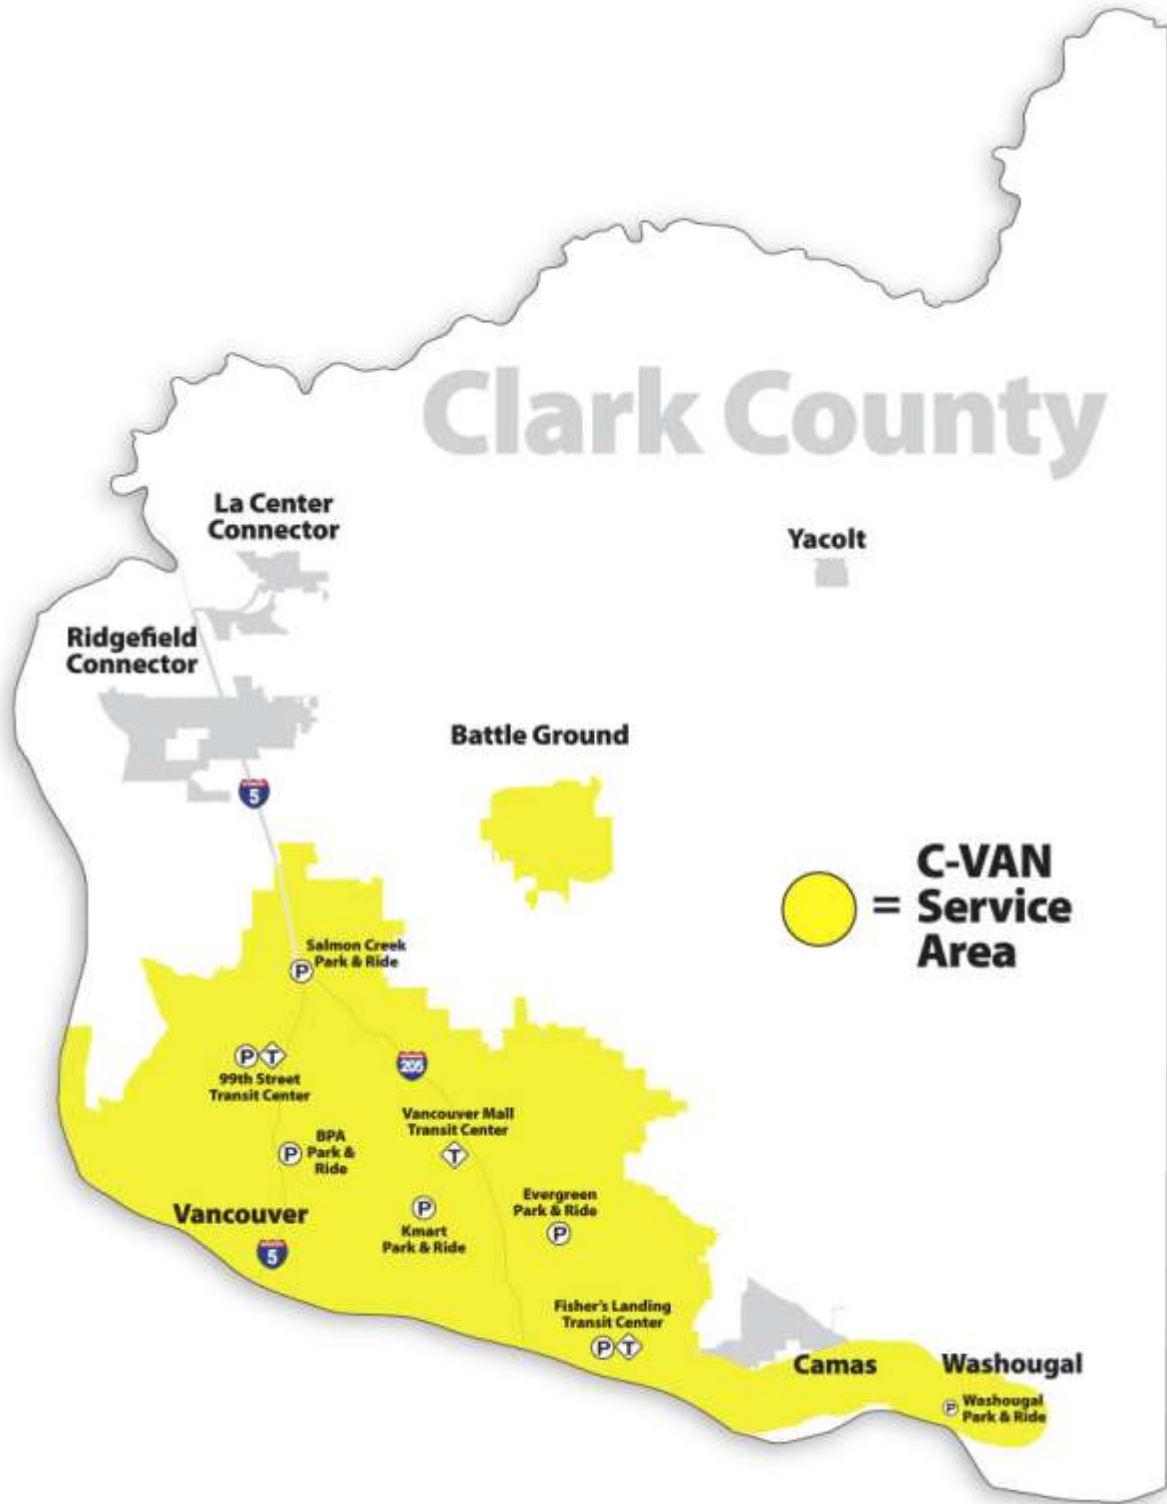 Clark County
La Center
Connector
Yacolt
Ridgefield
Connector
Battle Ground
5
C-VAN
= Service
Area
Salmon Creek
Park & Ride
P
P T
99th Street
Transit Center
205
Vancouver Mall
Transit Center
T
BPA
P Park &
Ride
Vancouver
5
P
Kmart
Park & Ride
Evergreen
Park & Ride
P
Fisher's Landing
Transit Center
P T
Camas
Washougal
P Washougal
Park & Ride